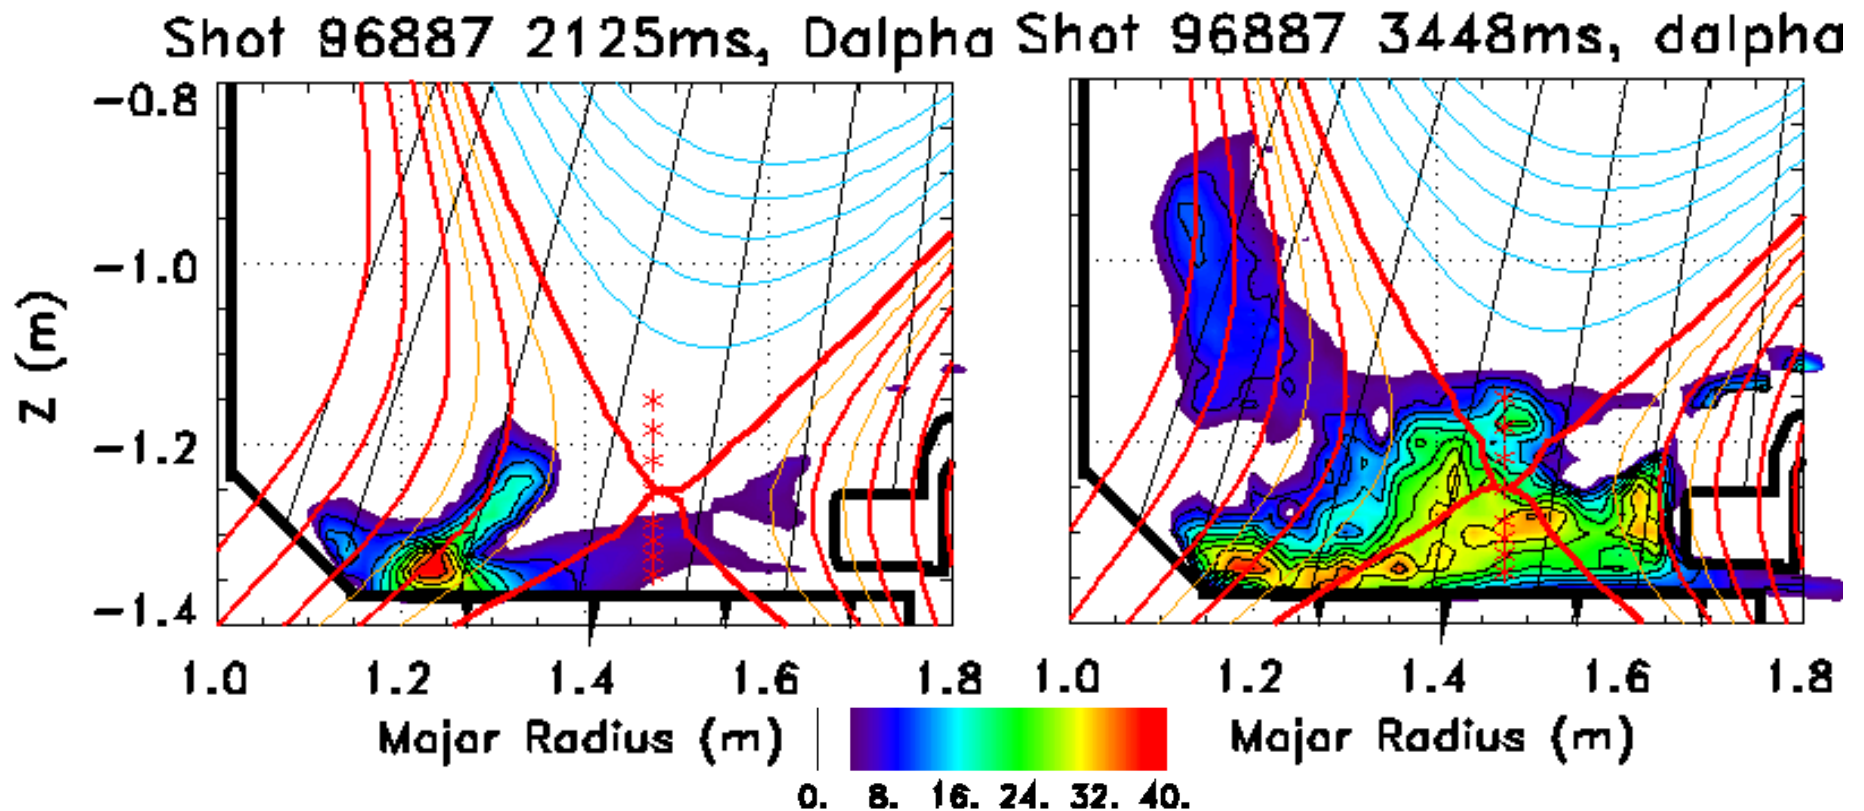 Shot 96887 2125ms, Dalpha
Shot 96887 3448ms, dalpha
-0.8
-1.0
-1.2
-1.4
Z (m)
1.0 1.2 1.4 1.6 1.8
1.0 1.2 1.4 1.6 1.8
Major Radius (m)
Major Radius (m)
0. 8. 16. 24. 32. 40.